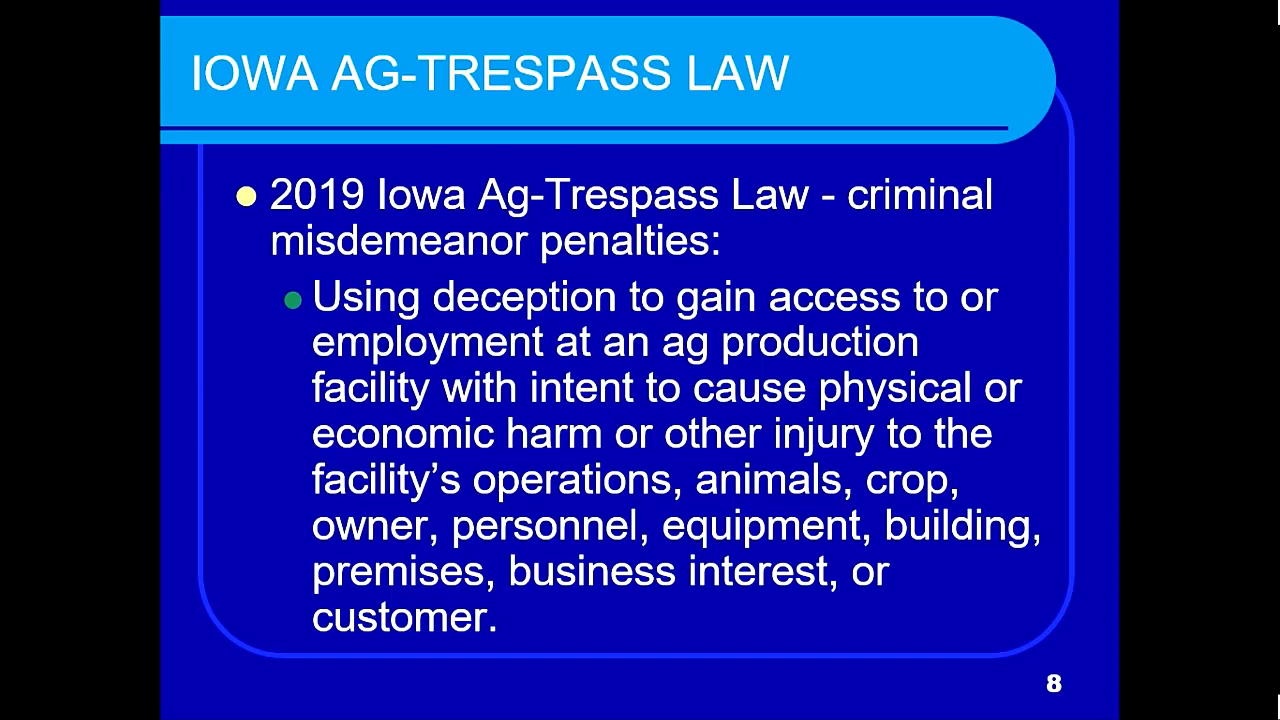 IOWA AG-TRESPASS LAW
2019 Iowa Ag-Trespass Law - criminal
misdemeanor penalties:
Using deception to gain access to or
employment at an ag production
facility with intent to cause physical or
economic harm or other injury to the
facility’s operations, animals, crop,
owner, personnel, equipment, building,
premises, business interest, or
customer.
8